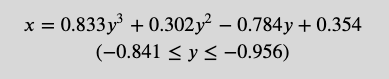 x = 0.833y³ + 0.302y² − 0.784y + 0.354
(−0.841 ≤ y ≤ −0.956)